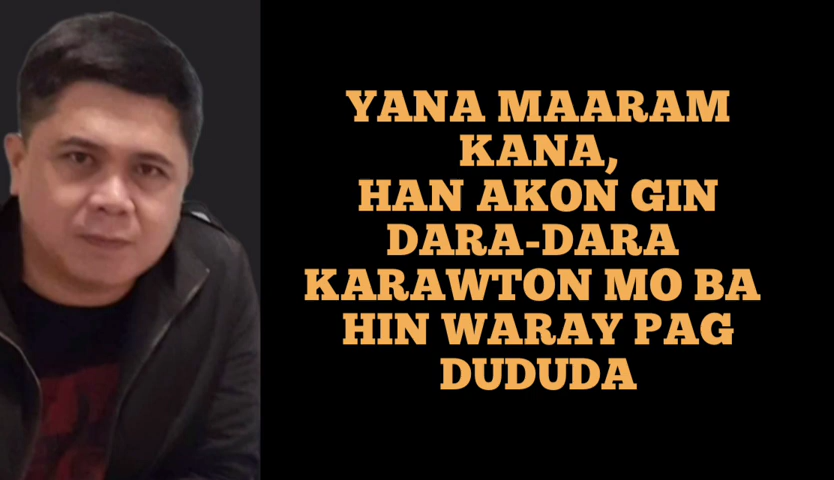 YANA MAARAM
KANA,
HAN AKON GIN
DARA-DARA
KARAWTON MO BA
HIN WARAY PAG
DUDUDA